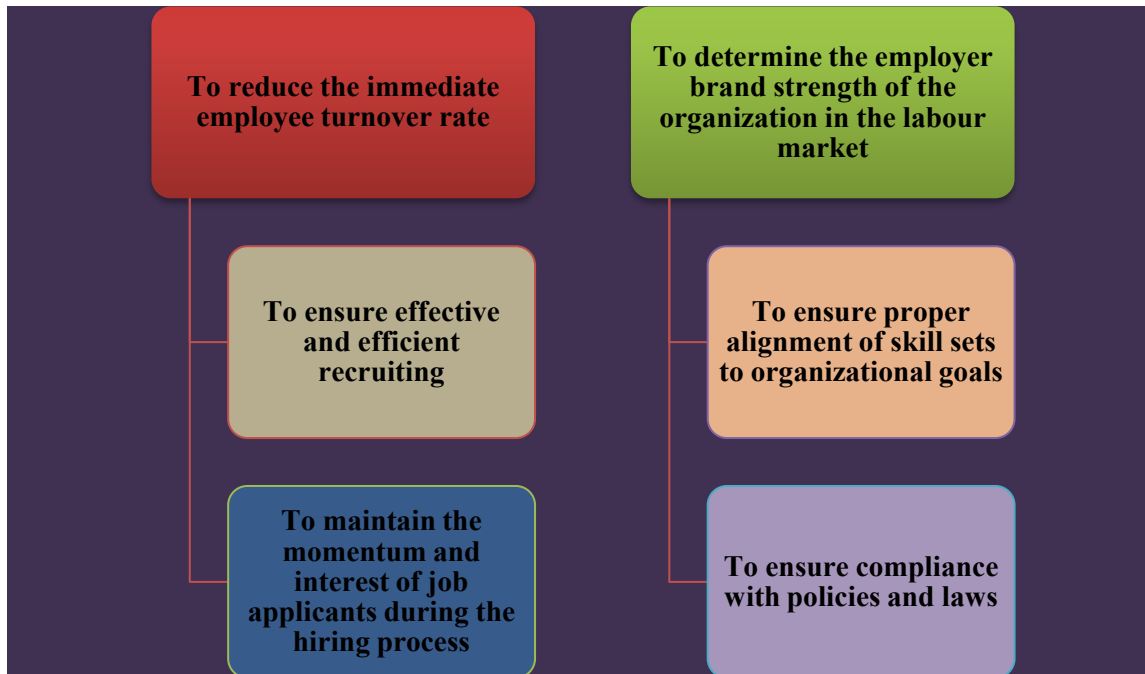 To reduce the immediate
employee turnover rate
To ensure effective
and efficient
recruiting
To maintain the
momentum and
interest of job
applicants during the
hiring process
To determine the employer
brand strength of the
organization in the labour
market
To ensure proper
alignment of skill sets
to organizational goals
To ensure compliance
with policies and laws